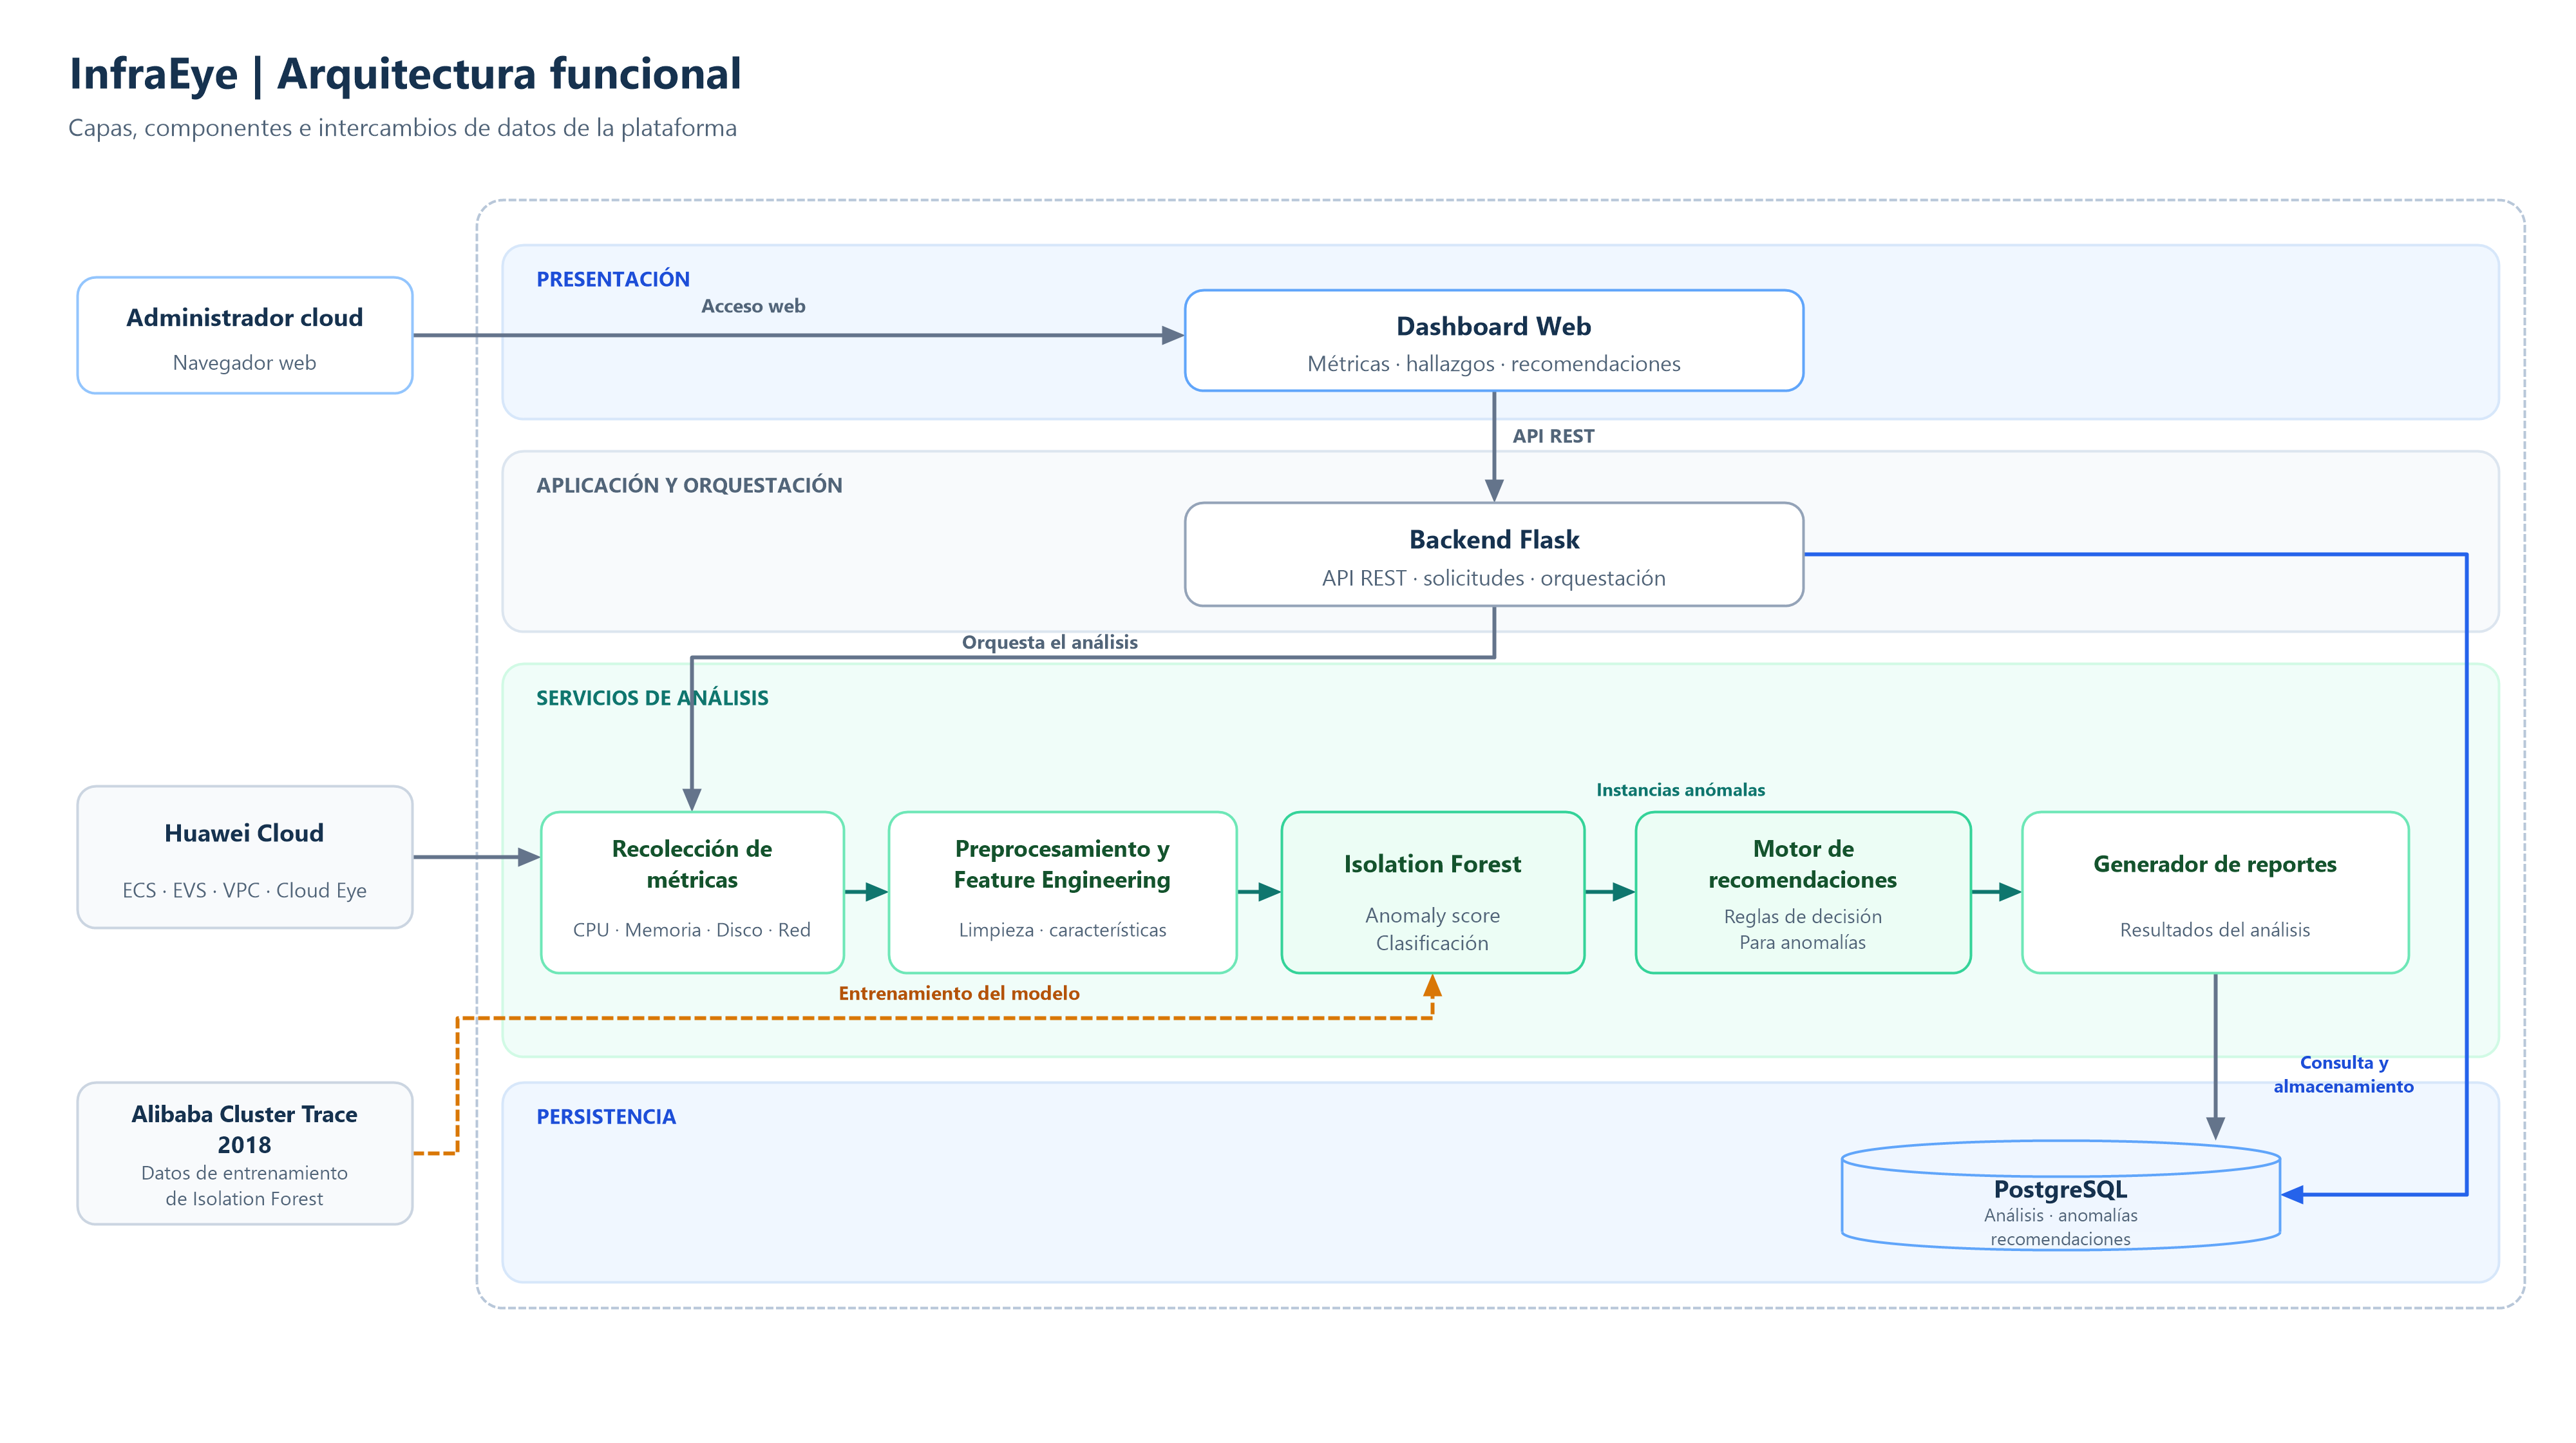 InfraEye | Arquitectura funcional
Capas, componentes e intercambios de datos de la plataforma
PRESENTACIÓN
Acceso web
Administrador cloud
Navegador web
Dashboard Web
Métricas · hallazgos · recomendaciones
API REST
APLICACIÓN Y ORQUESTACIÓN
Backend Flask
API REST · solicitudes · orquestación
Orquesta el análisis
SERVICIOS DE ANÁLISIS
Huawei Cloud
ECS · EVS · VPC · Cloud Eye
Recolección de
métricas
CPU · Memoria · Disco · Red
Preprocesamiento y
Feature Engineering
Limpieza · características
Isolation Forest
Anomaly score
Clasificación
Instancias anómalas
Motor de
recomendaciones
Reglas de decisión
Para anomalías
Generador de reportes
Resultados del análisis
Entrenamiento del modelo
Alibaba Cluster Trace
2018
Datos de entrenamiento
de Isolation Forest
Consulta y
almacenamiento
PERSISTENCIA
PostgreSQL
Análisis · anomalías
recomendaciones